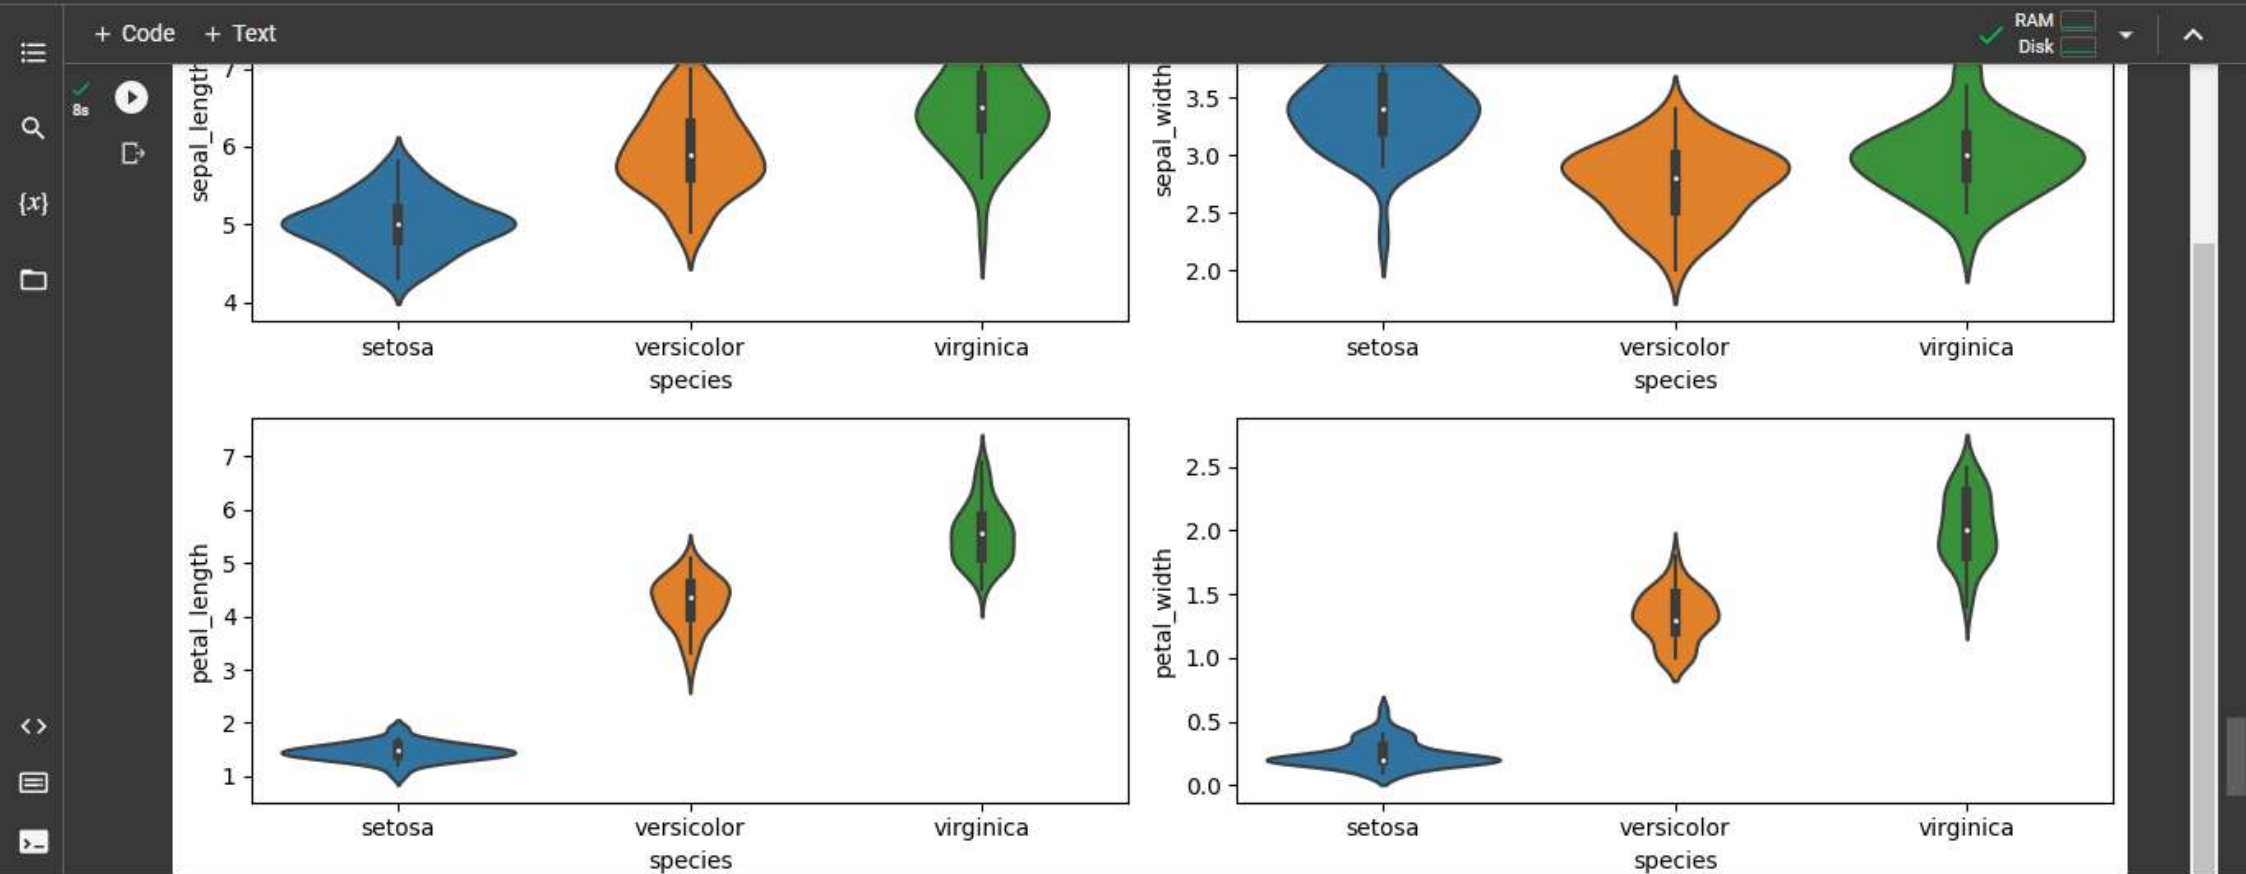 + Code + Text
RAM
Disk
8s
{x}
sepal_length
7
6
5
4
setosa versicolor virginica
species
sepal_width
3.5
3.0
2.5
2.0
setosa versicolor virginica
species
petal_length
7
6
5
4
3
2
1
setosa versicolor virginica
species
petal_width
2.5
2.0
1.5
1.0
0.5
0.0
setosa versicolor virginica
species